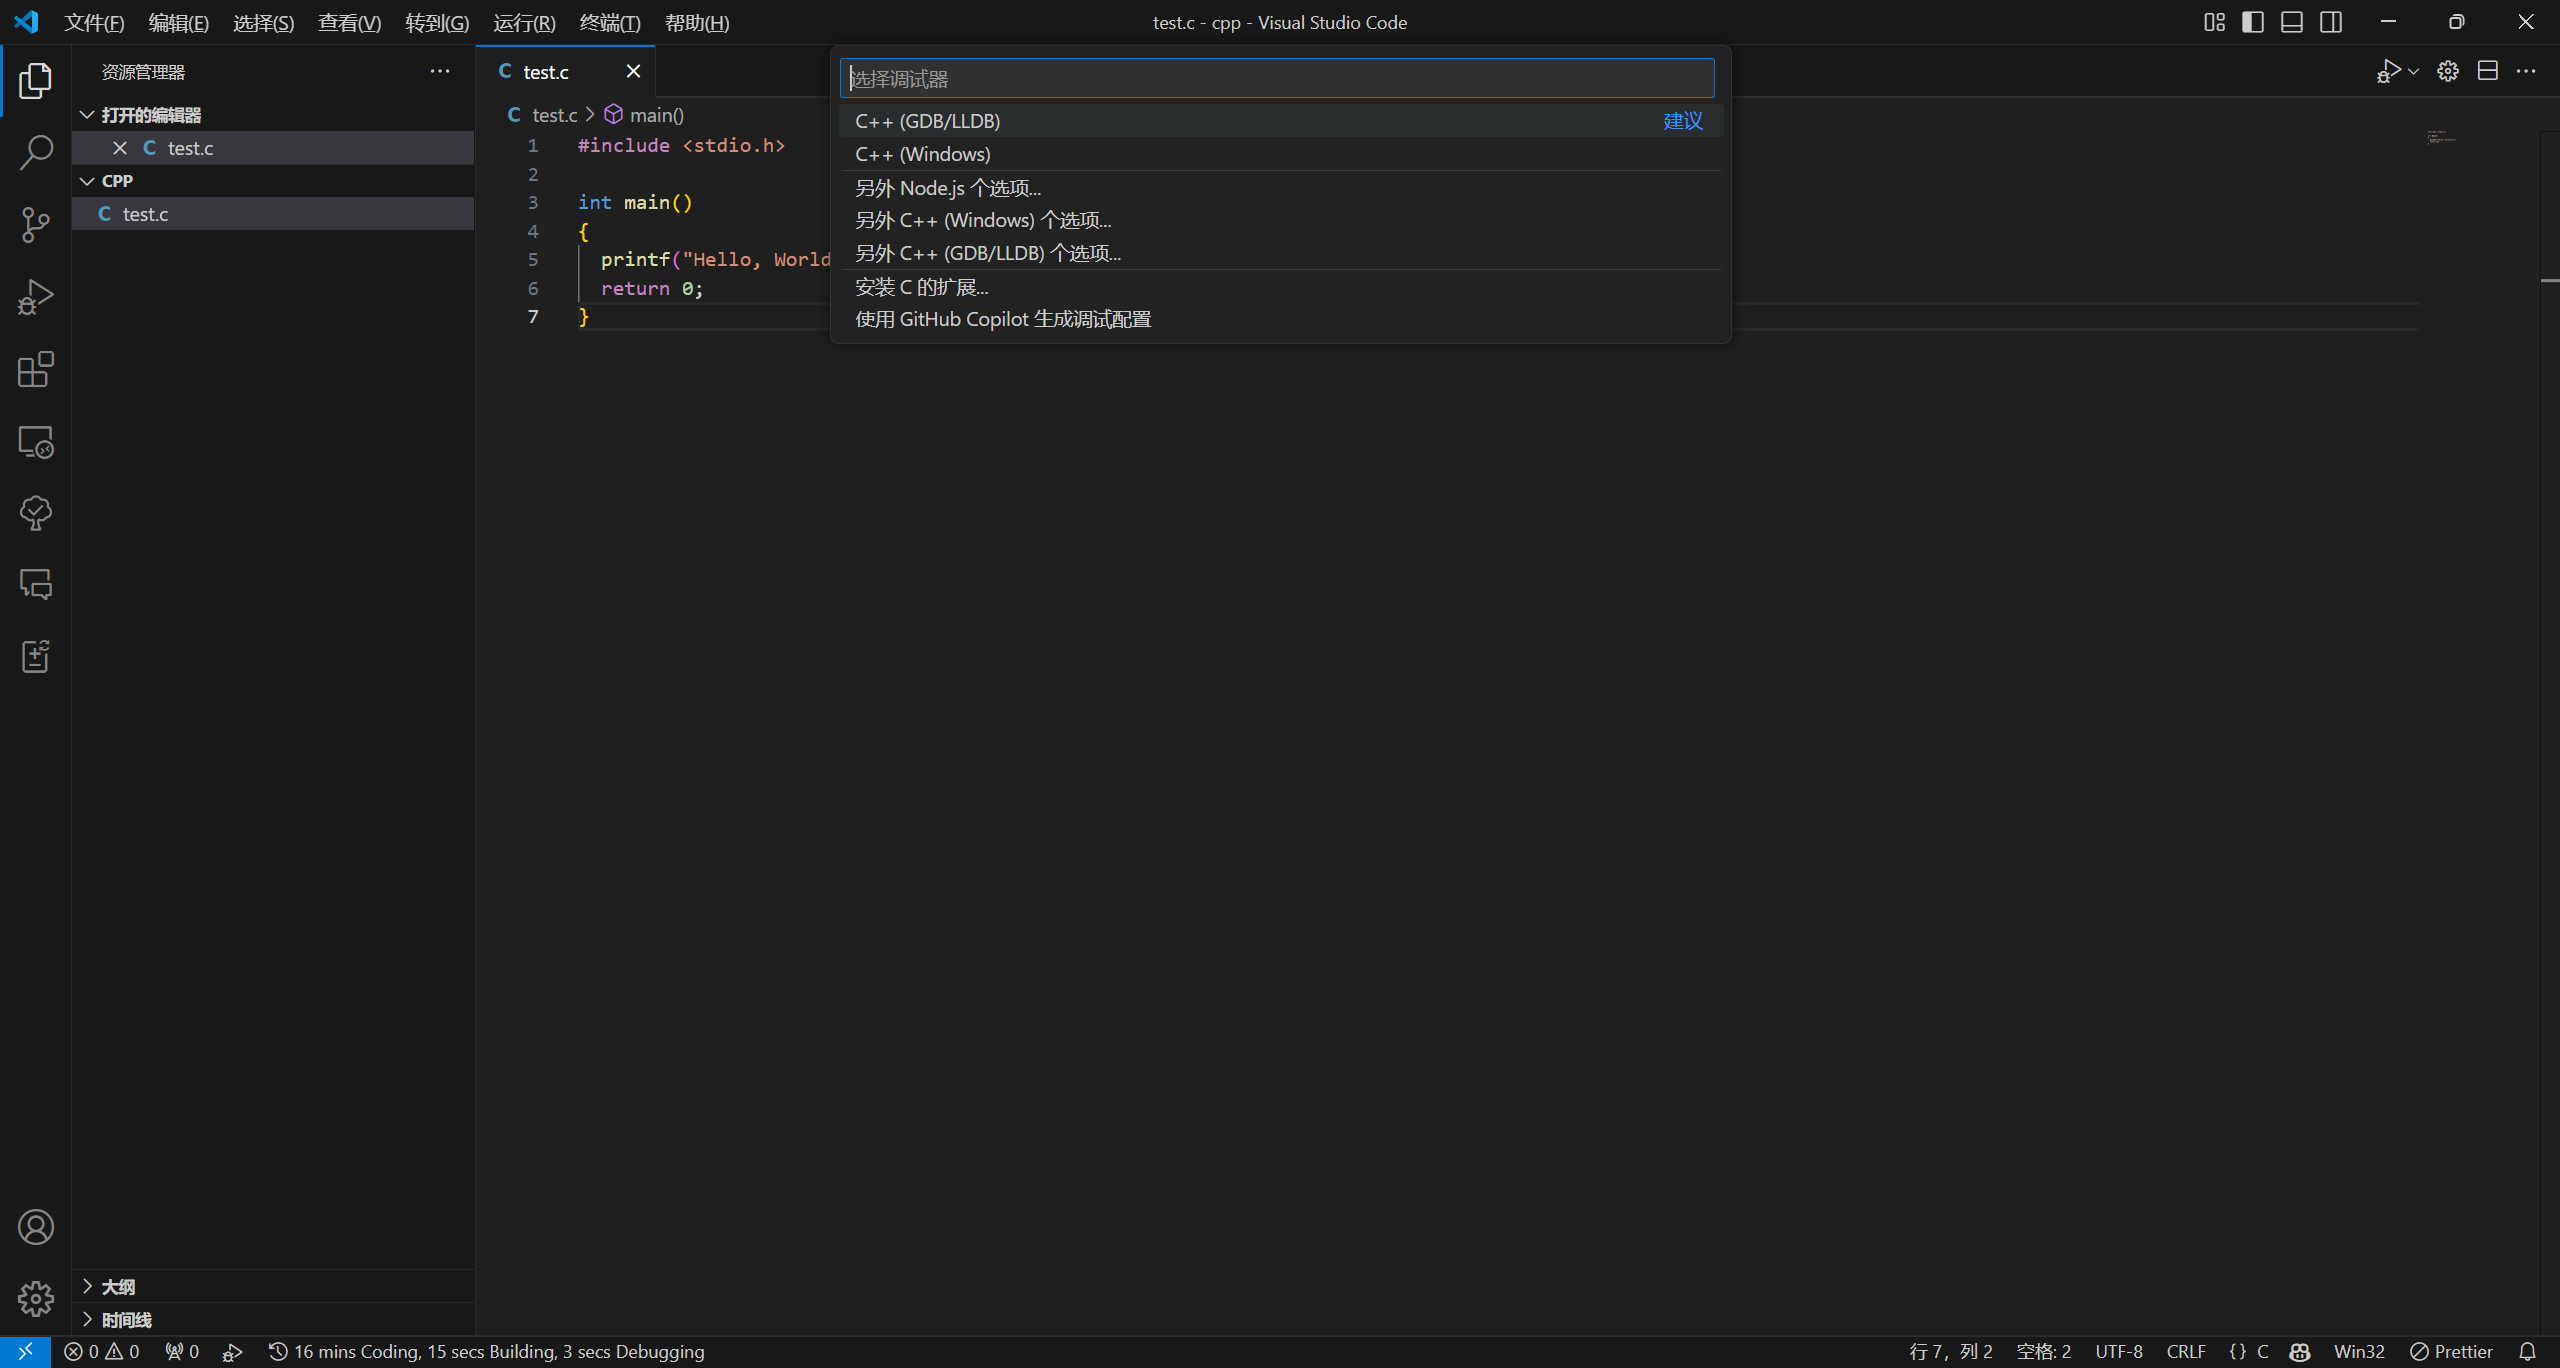 文件(F) 编辑(E) 选择(S) 查看(V) 转到(G) 运行(R) 终端(T) 帮助(H)
test.c - cpp - Visual Studio Code
资源管理器
打开的编辑器
C test.c
CPP
C test.c
大纲
时间线
C test.c
C test.c > main()
1 #include <stdio.h>
2
3 int main()
4 {
5 printf("Hello, World
6 return 0;
7 }
选择调试器
C++ (GDB/LLDB) 建议
C++ (Windows)
另外 Node.js 个选项...
另外 C++ (Windows) 个选项...
另外 C++ (GDB/LLDB) 个选项...
安装 C 的扩展...
使用 GitHub Copilot 生成调试配置
0 0 0 16 mins Coding, 15 secs Building, 3 secs Debugging
行 7，列 2 空格: 2 UTF-8 CRLF {} C Win32 Prettier